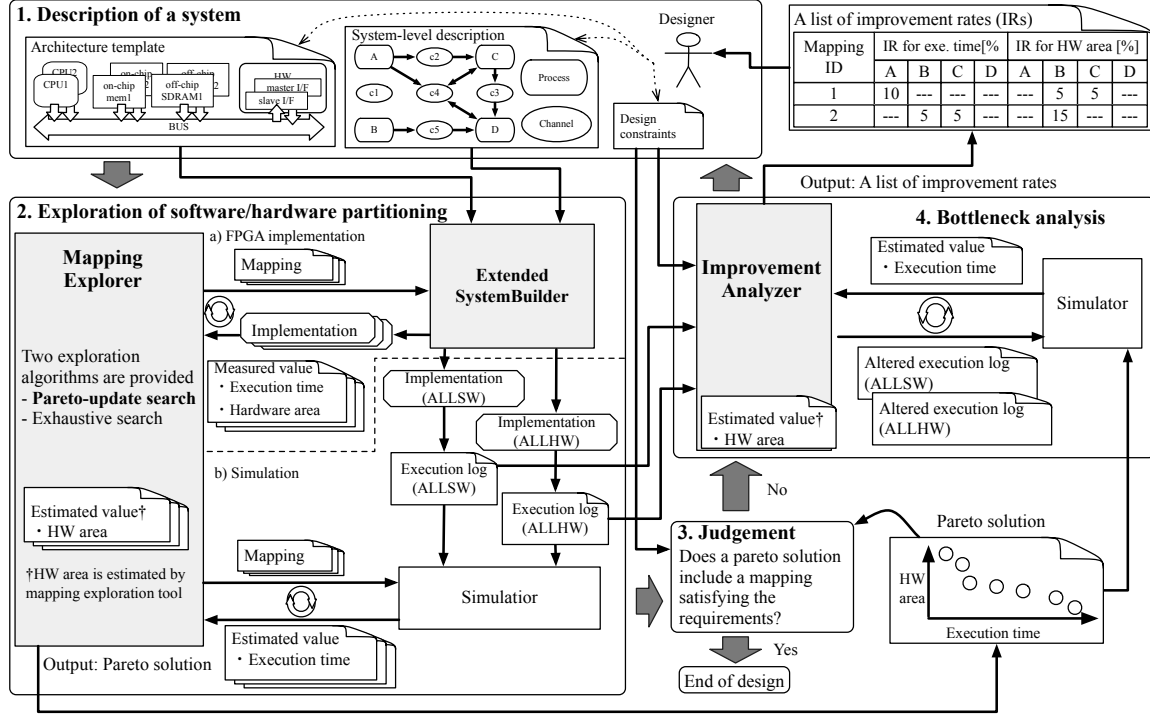 1. Description of a system
Architecture template
CPU2
CPU1
on-chip
on-chip
mem1
off-chip
off-chip
SDRAM1
HW
master I/F
slave I/F
BUS
System-level description
A
c2
C
c1
c4
c3
B
c5
D
Process
Channel
Designer
Design
constraints
A list of improvement rates (IRs)
Mapping
ID
IR for exe. time[%
IR for HW area [%]
A B C D A B C D
1 10 --- --- --- --- 5 5 ---
2 --- 5 5 --- --- 15 --- ---
Output: A list of improvement rates
2. Exploration of software/hardware partitioning
Mapping
Explorer
Two exploration
algorithms are provided
- Pareto-update search
- Exhaustive search
Estimated value†
・HW area
†HW area is estimated by
mapping exploration tool
a) FPGA implementation
Mapping
Implementation
Measured value
・Execution time
・Hardware area
Extended
SystemBuilder
Implementation
(ALLSW)
Implementation
(ALLHW)
b) Simulation
Execution log
(ALLSW)
Execution log
(ALLHW)
Mapping
Simulatior
Estimated value
・Execution time
Output: Pareto solution
4. Bottleneck analysis
Improvement
Analyzer
Estimated value†
・HW area
Estimated value
・Execution time
Simulator
Altered execution log
(ALLSW)
Altered execution log
(ALLHW)
No
3. Judgement
Does a pareto solution
include a mapping
satisfying the
requirements?
Yes
End of design
Pareto solution
HW
area
Execution time